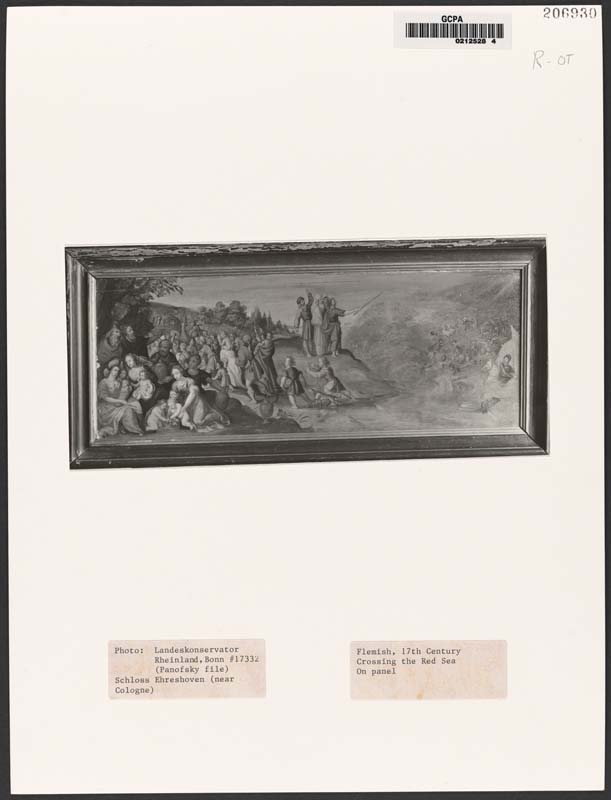 GCPA
0212528 4
206930
R-OT
Photo: Landeskonservator
Rheinland,Bonn #17332
(Panofsky file)
Schloss Ehreshoven (near
Cologne)
Flemish, 17th Century
Crossing the Red Sea
On panel